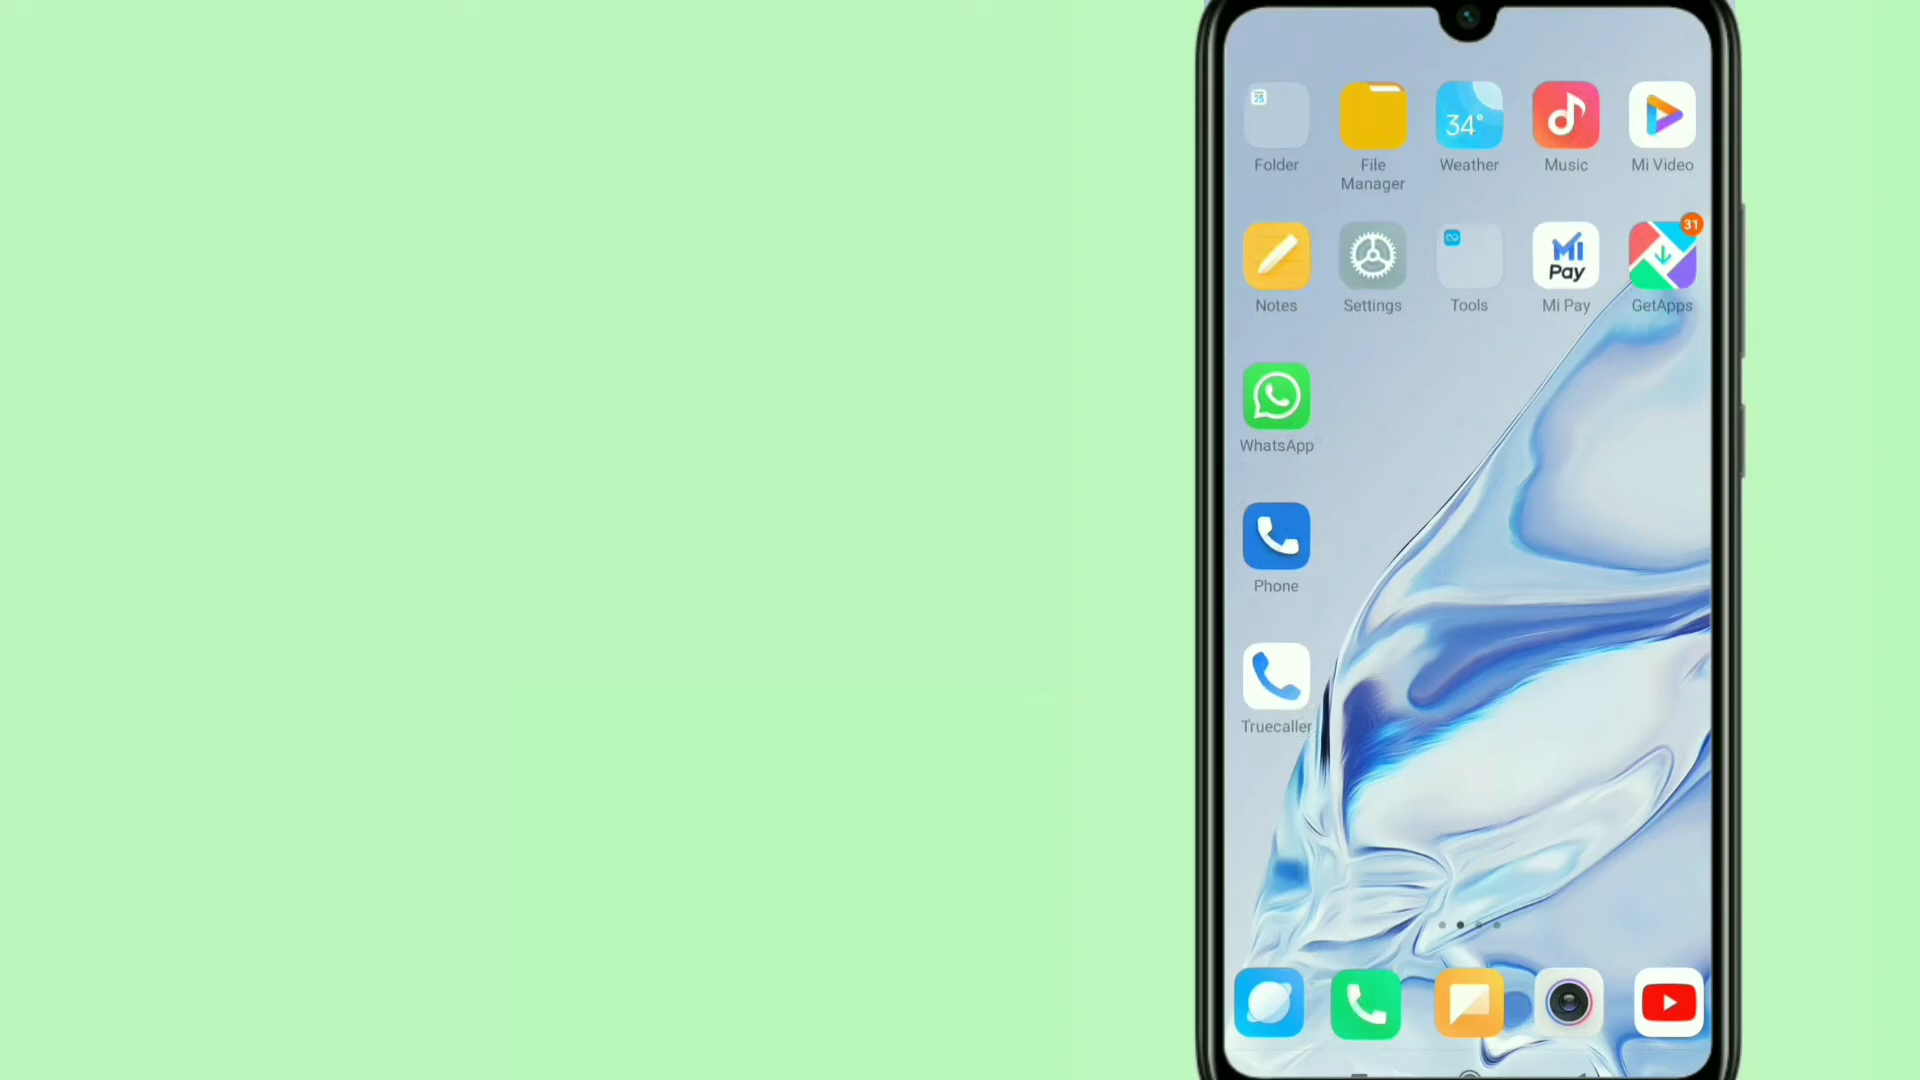 25
34°
Folder
File
Manager
Weather
Music
Mi Video
31
MI
Pay
Notes
Settings
Tools
Mi Pay
GetApps
WhatsApp
Phone
Truecaller